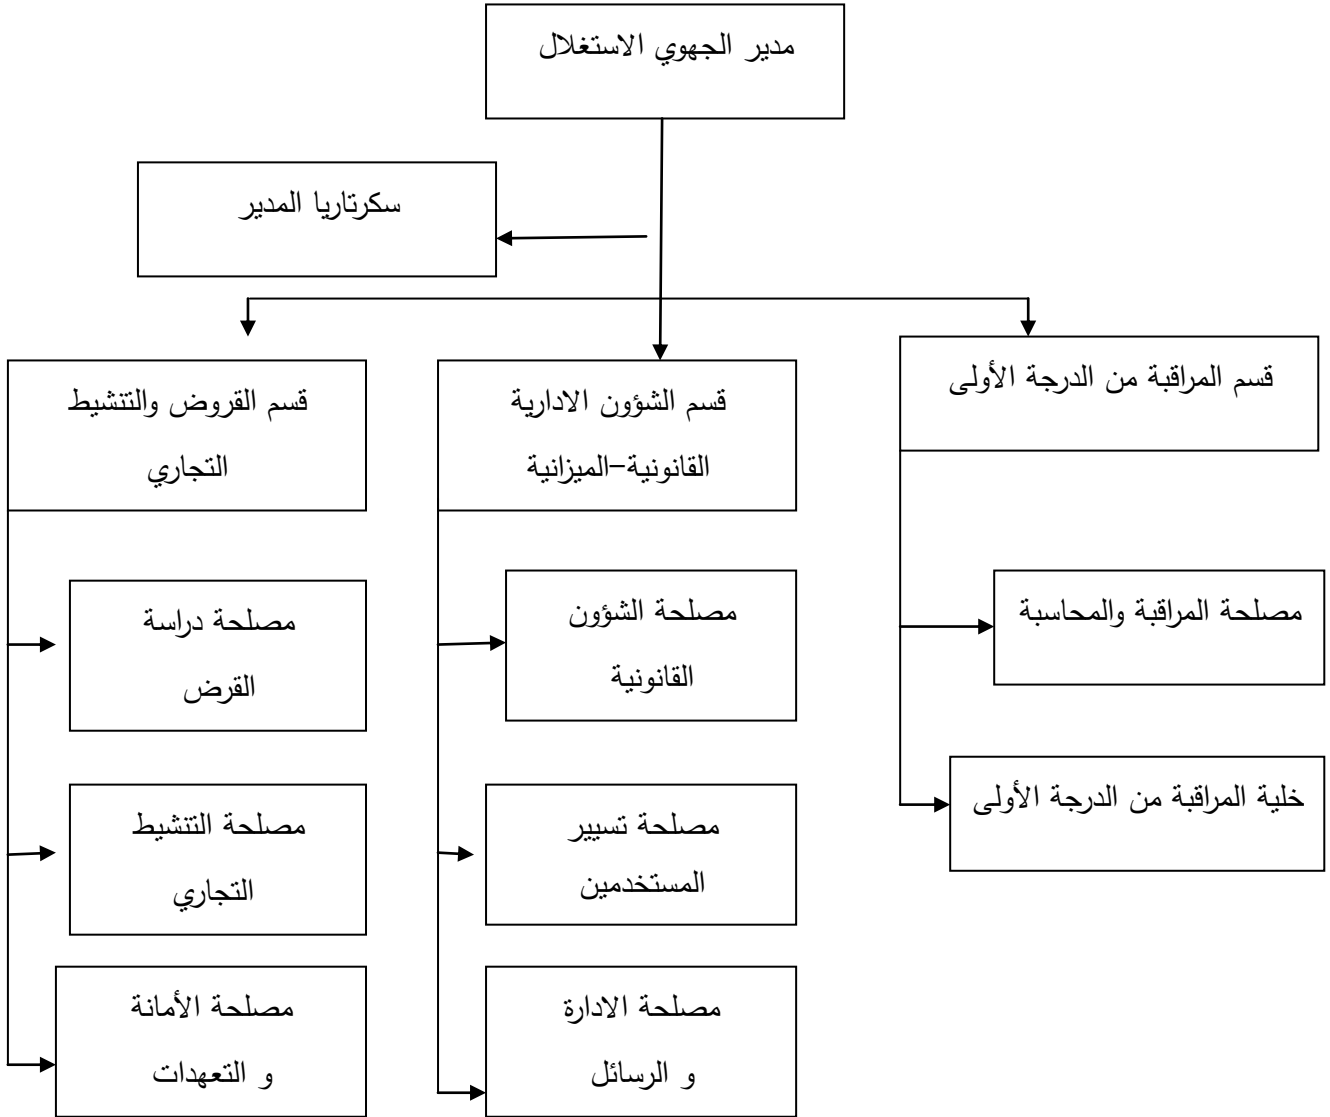 مدير الجهوي الاستغلال
سكرتاريا المدير
قسم المراقبة من الدرجة الأولى
مصلحة المراقبة والمحاسبة
خلية المراقبة من الدرجة الأولى
قسم الشؤون الادارية
القانونية-الميزانية
مصلحة الشؤون
القانونية
مصلحة تسيير
المستخدمين
مصلحة الادارة
و الرسائل
قسم القروض والتنشيط
التجاري
مصلحة دراسة
القرض
مصلحة التنشيط
التجاري
مصلحة الأمانة
و التعهدات